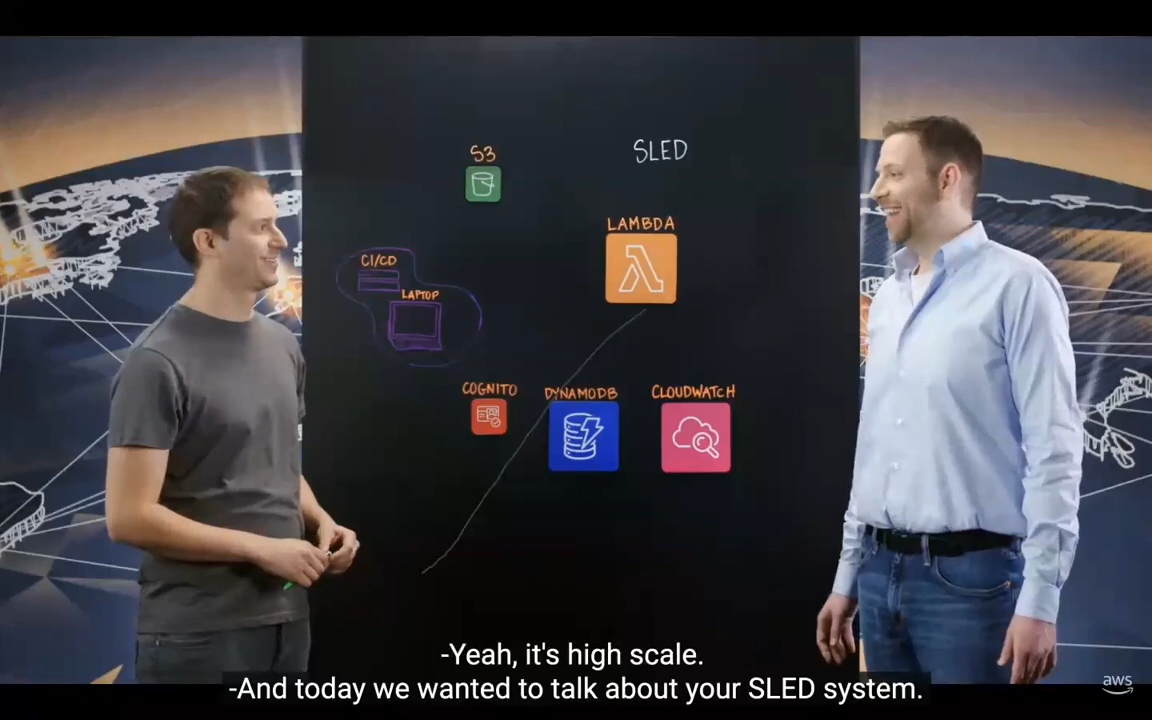 S3
SLED
LAMBDA
CI/CD
LAPTOP
COGNITO
DYNAMODB
CLOUDWATCH
-Yeah, it's high scale.
-And today we wanted to talk about your SLED system.
aws